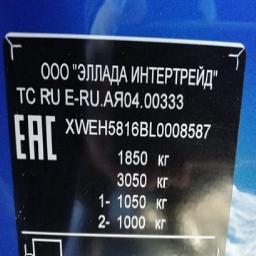 ООО "ЭЛЛАДА ИНТЕРТРЕЙД"
ТС RU E-RU.АЯ04.00333
EAC
XWEH5816BL0008587
1850 кг
3050 кг
1- 1050 кг
2- 1000 кг